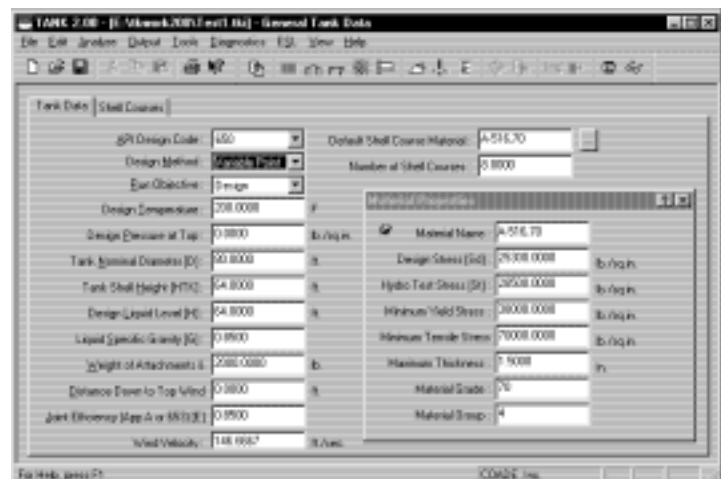 TANK 2.00 - [E:\tikwork200\Test1.tki] - General Tank Data
File Edit Analyze Output Tools Diagnostics ESL View Help
Tank Data Shell Courses
API Design Code: 650
Design Method: Variable Point
Run Objective: Design
Design Temperature: 200.0000 F
Design Pressure at Top: 0.0000 lb./sq.in.
Tank Nominal Diameter (D): 90.0000 ft.
Tank Shell Height (HTK): 64.0000 ft.
Design Liquid Level (H): 64.0000 ft.
Liquid Specific Gravity (G): 0.8500
Weight of Attachments & 2000.0000 lb.
Distance Down to Top Wind 0.0000 ft.
Joint Efficiency (App A or 653)(E) 0.8500
Wind Velocity: 146.6667 ft./sec.
Default Shell Course Material: A-516,70
Number of Shell Courses: 8.0000
Material Properties
Material Name: A-516,70
Design Stress (Sd): 25300.0000 lb./sq.in.
Hydro Test Stress (St): 28500.0000 lb./sq.in.
Minimum Yield Stress: 38000.0000 lb./sq.in.
Minimum Tensile Stress 70000.0000 lb./sq.in.
Maximum Thickness: 1.5000 in.
Material Grade: 70
Material Group: 4
For Help, press F1
COADE, Inc.